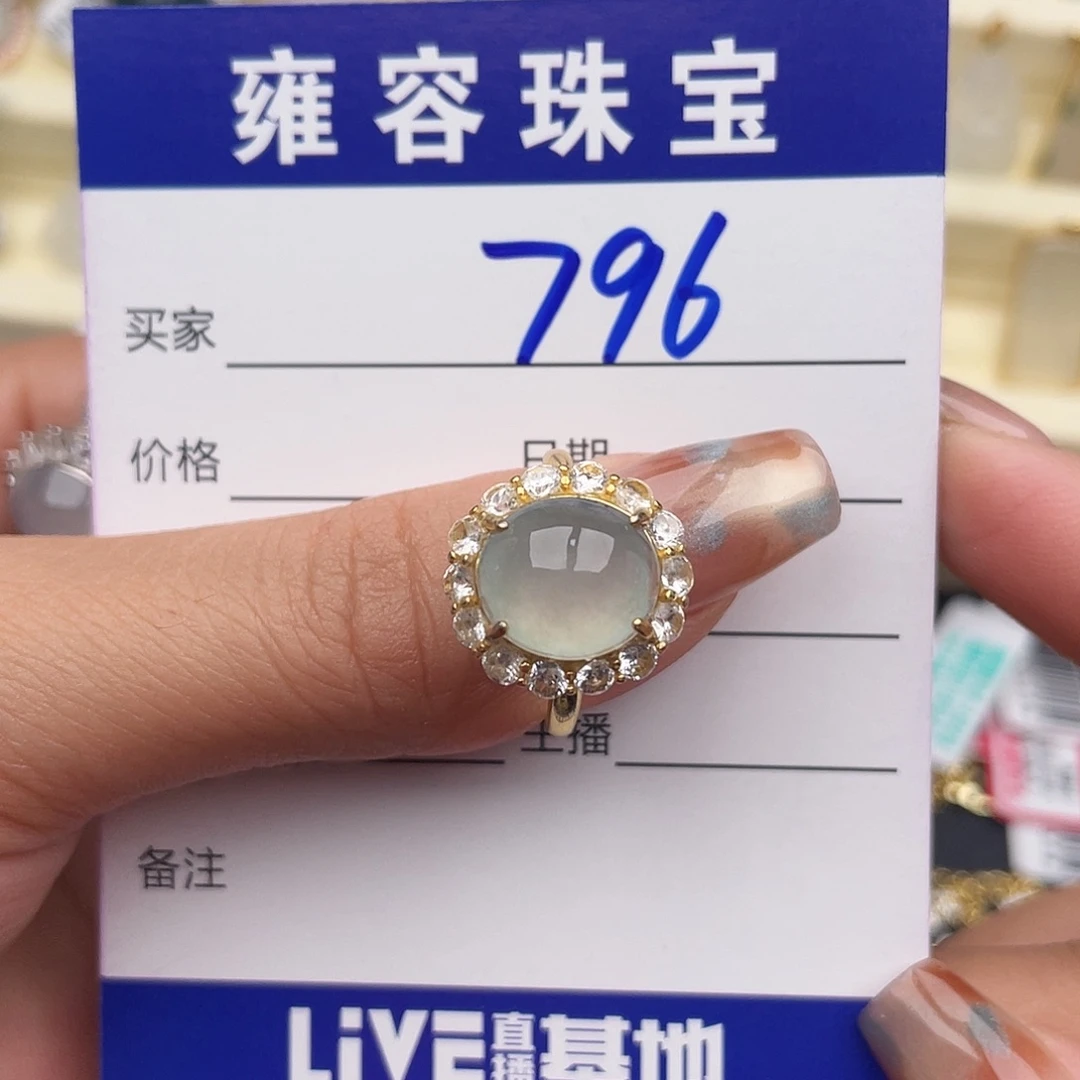 雍容珠宝
买家 796
价格 日期
主播
备注
LiVE直播基地